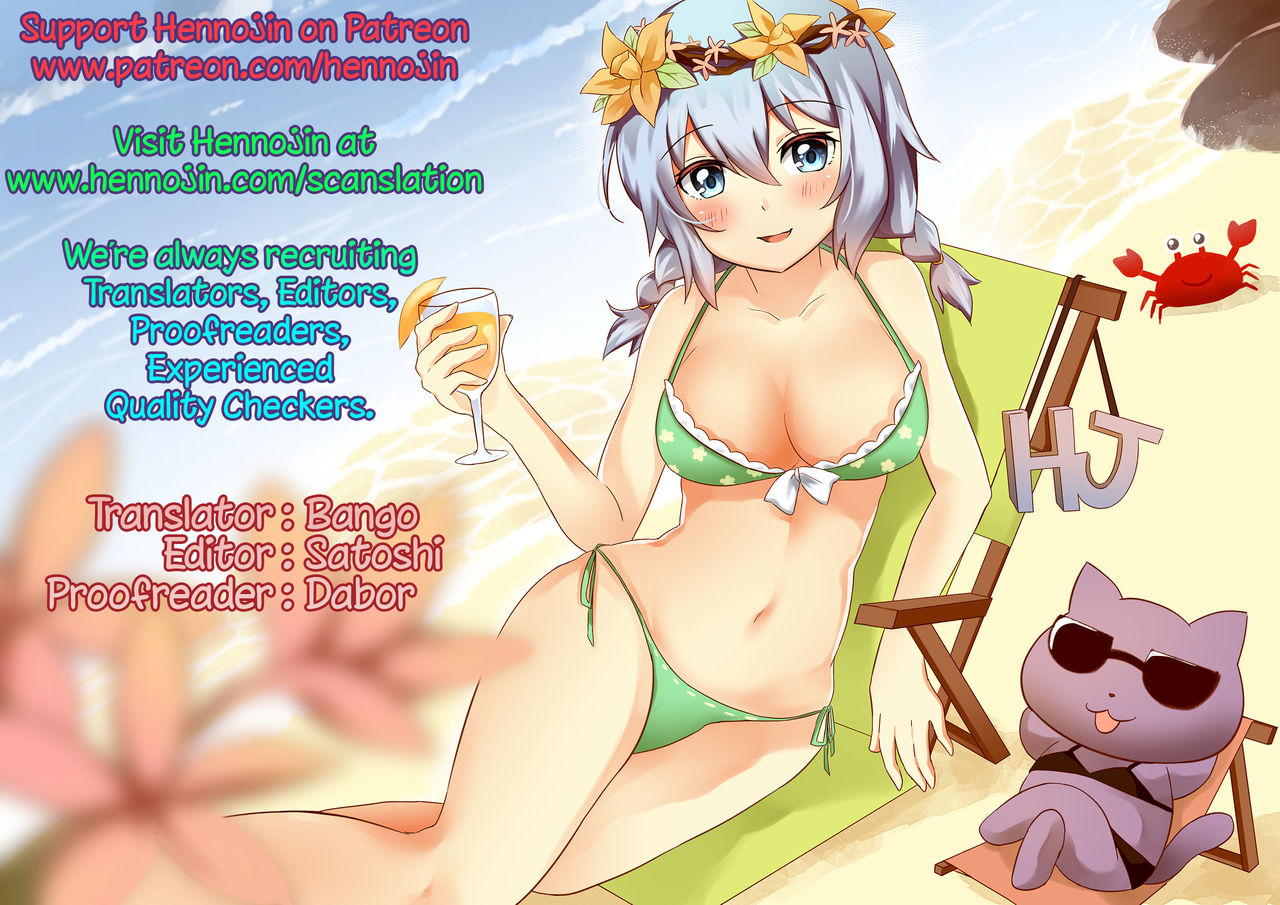 Support Hennojin on Patreon
www.patreon.com/hennojin
Visit Hennojin at
www.hennojin.com/scanslation
We're always recruiting
Translators, Editors,
Proofreaders,
Experienced
Quality Checkers.
HJ
Translator : Bango
Editor : Satoshi
Proofreader : Dabor